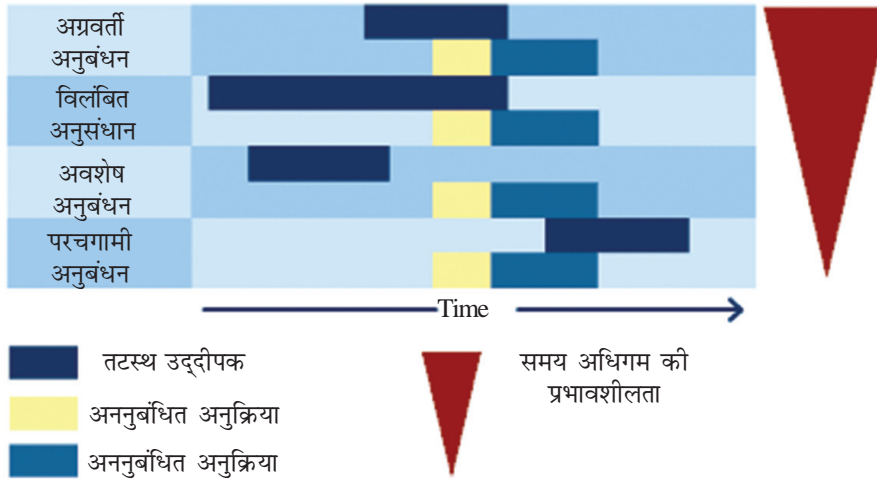 अग्रवर्ती
अनुबंधन
विलंबित
अनुसंधान
अवशेष
अनुबंधन
परचगामी
अनुबंधन
Time
तटस्थ उद्‌दीपक
अननुबंधित अनुक्रिया
अननुबंधित अनुक्रिया
समय अधिगम की
प्रभावशीलता